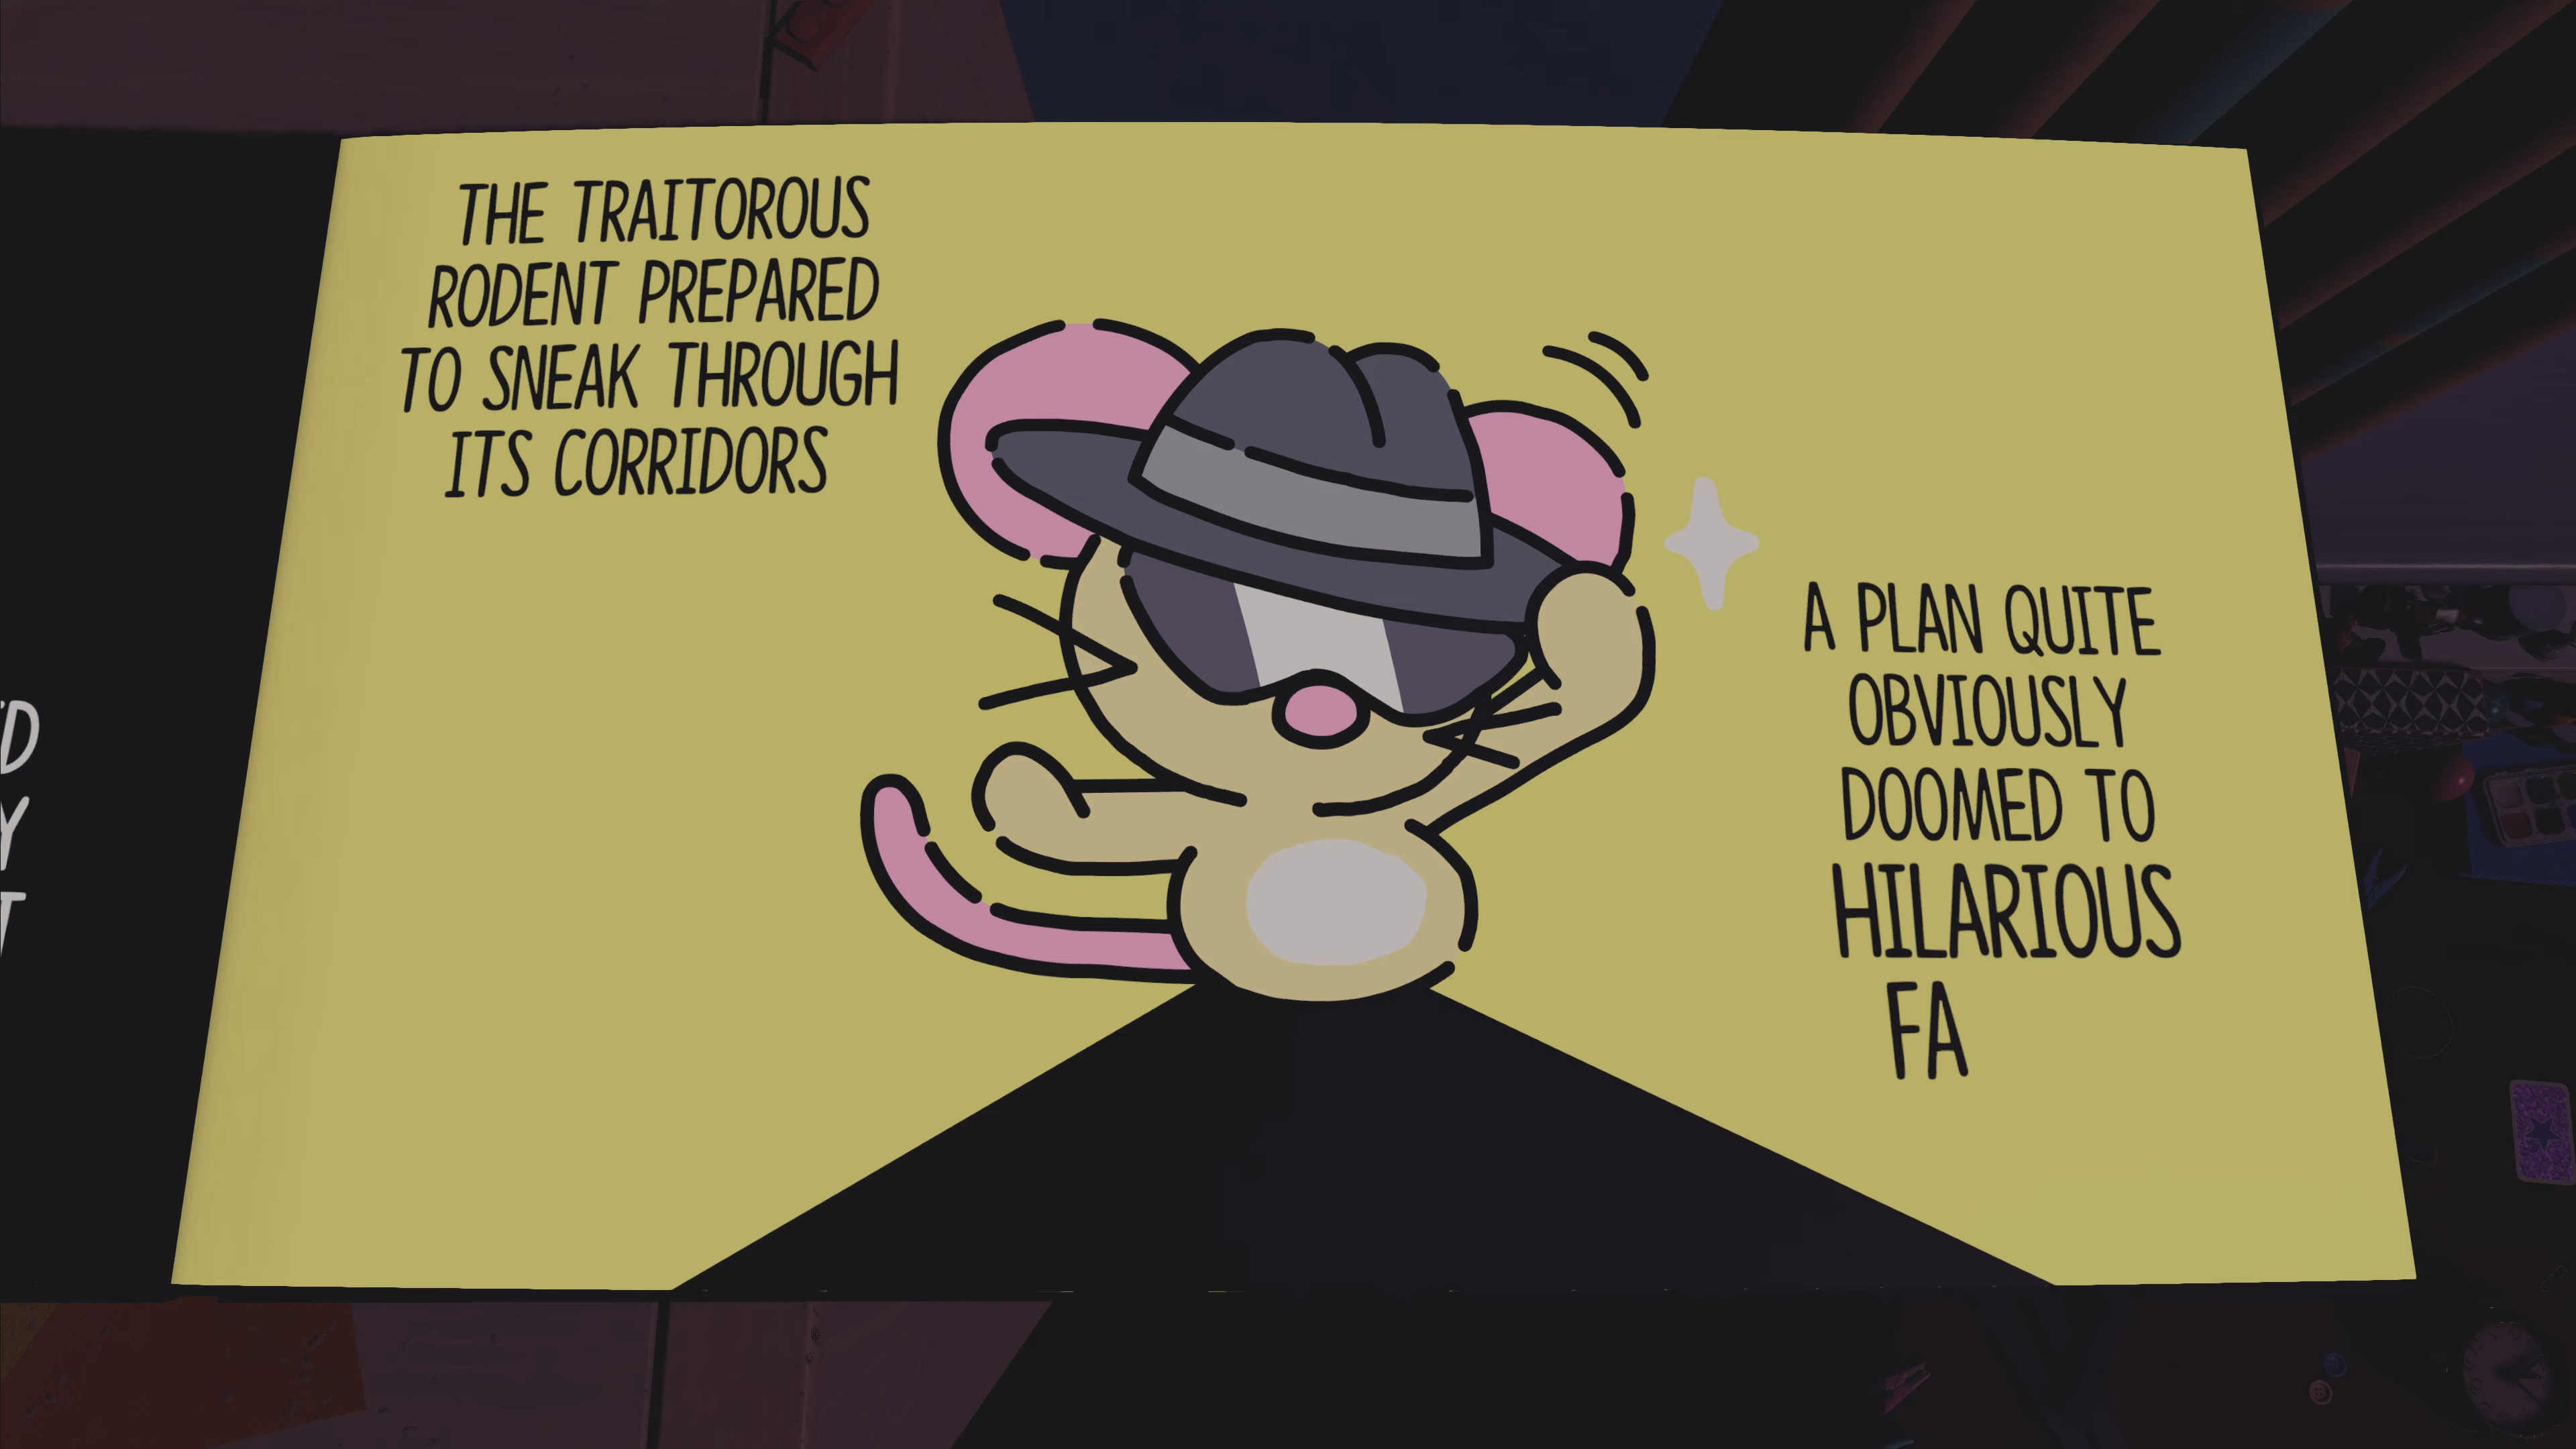 THE TRAITOROUS
RODENT PREPARED
TO SNEAK THROUGH
ITS CORRIDORS
A PLAN QUITE
OBVIOUSLY
DOOMED TO
HILARIOUS
FA